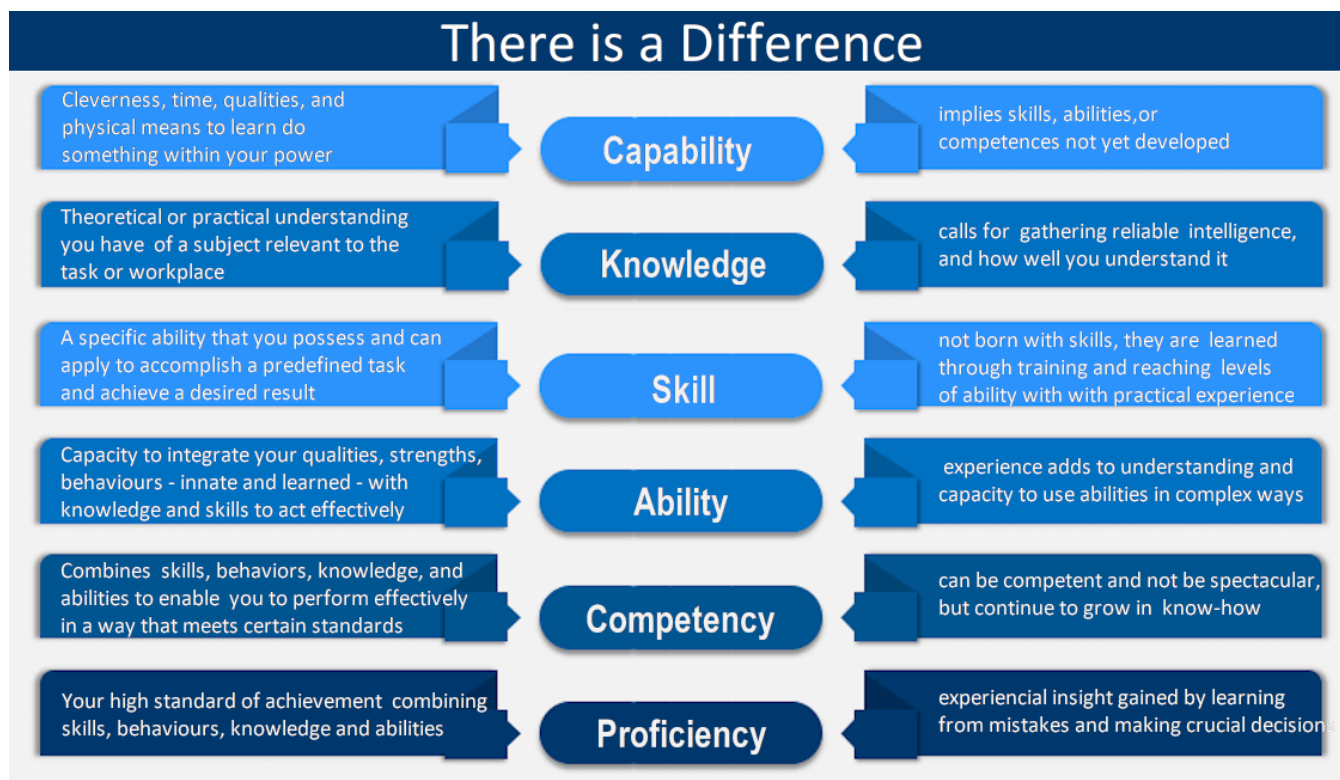 There is a Difference
Cleverness, time, qualities, and
physical means to learn do
something within your power
Capability
implies skills, abilities,or
competences not yet developed
Theoretical or practical understanding
you have of a subject relevant to the
task or workplace
Knowledge
calls for gathering reliable intelligence,
and how well you understand it
A specific ability that you possess and can
apply to accomplish a predefined task
and achieve a desired result
Skill
not born with skills, they are learned
through training and reaching levels
of ability with with practical experience
Capacity to integrate your qualities, strengths,
behaviours - innate and learned - with
knowledge and skills to act effectively
Ability
experience adds to understanding and
capacity to use abilities in complex ways
Combines skills, behaviors, knowledge, and
abilities to enable you to perform effectively
in a way that meets certain standards
Competency
can be competent and not be spectacular,
but continue to grow in know-how
Your high standard of achievement combining
skills, behaviours, knowledge and abilities
Proficiency
experiencial insight gained by learning
from mistakes and making crucial decisions